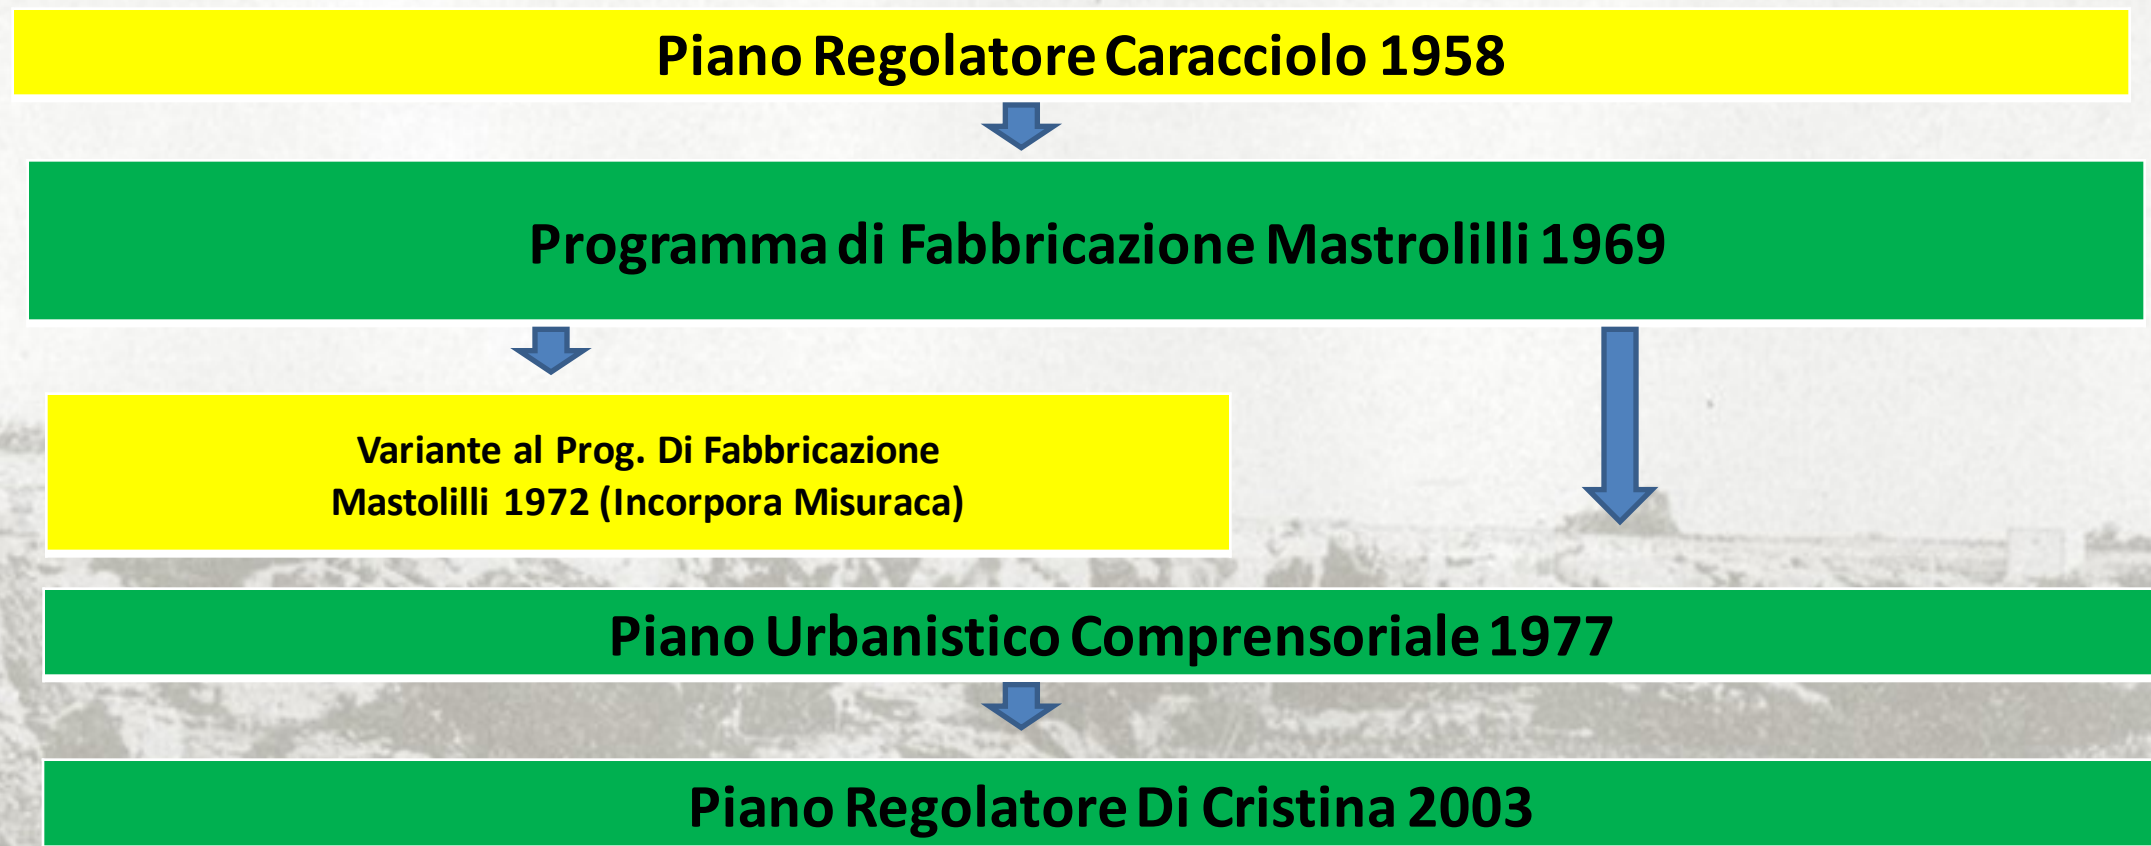 Piano Regolatore Caracciolo 1958
Programma di Fabbricazione Mastrolilli 1969
Variante al Prog. Di Fabbricazione
Mastolilli 1972 (Incorpora Misuraca)
Piano Urbanistico Comprensoriale 1977
Piano Regolatore Di Cristina 2003